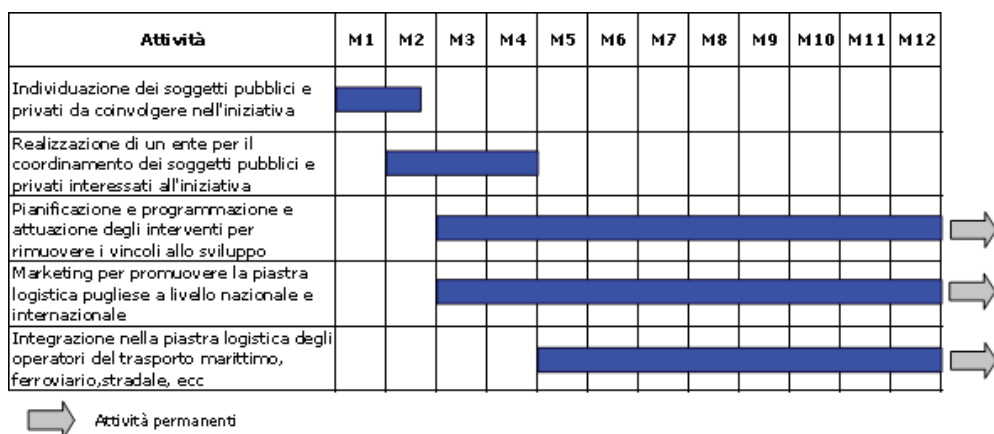 Attività M1 M2 M3 M4 M5 M6 M7 M8 M9 M10 M11 M12
Individuazione dei soggetti pubblici e
privati da coinvolgere nell'iniziativa
Realizzazione di un ente per il
coordinamento dei soggetti pubblici e
privati interessati all'iniziativa
Pianificazione e programmazione e
attuazione degli interventi per
rimuovere i vincoli allo sviluppo
Marketing per promuovere la piastra
logistica pugliese a livello nazionale e
internazionale
Integrazione nella piastra logistica degli
operatori del trasporto marittimo,
ferroviario,stradale, ecc
Attività permanenti